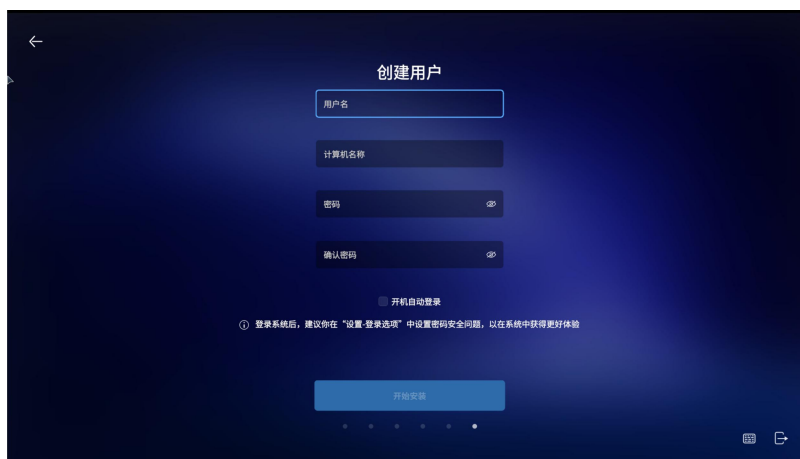 创建用户
用户名
计算机名称
密码
确认密码
开机自动登录
登录系统后，建议你在“设置-登录选项”中设置密码安全问题，以在系统中获得更好体验
开始安装